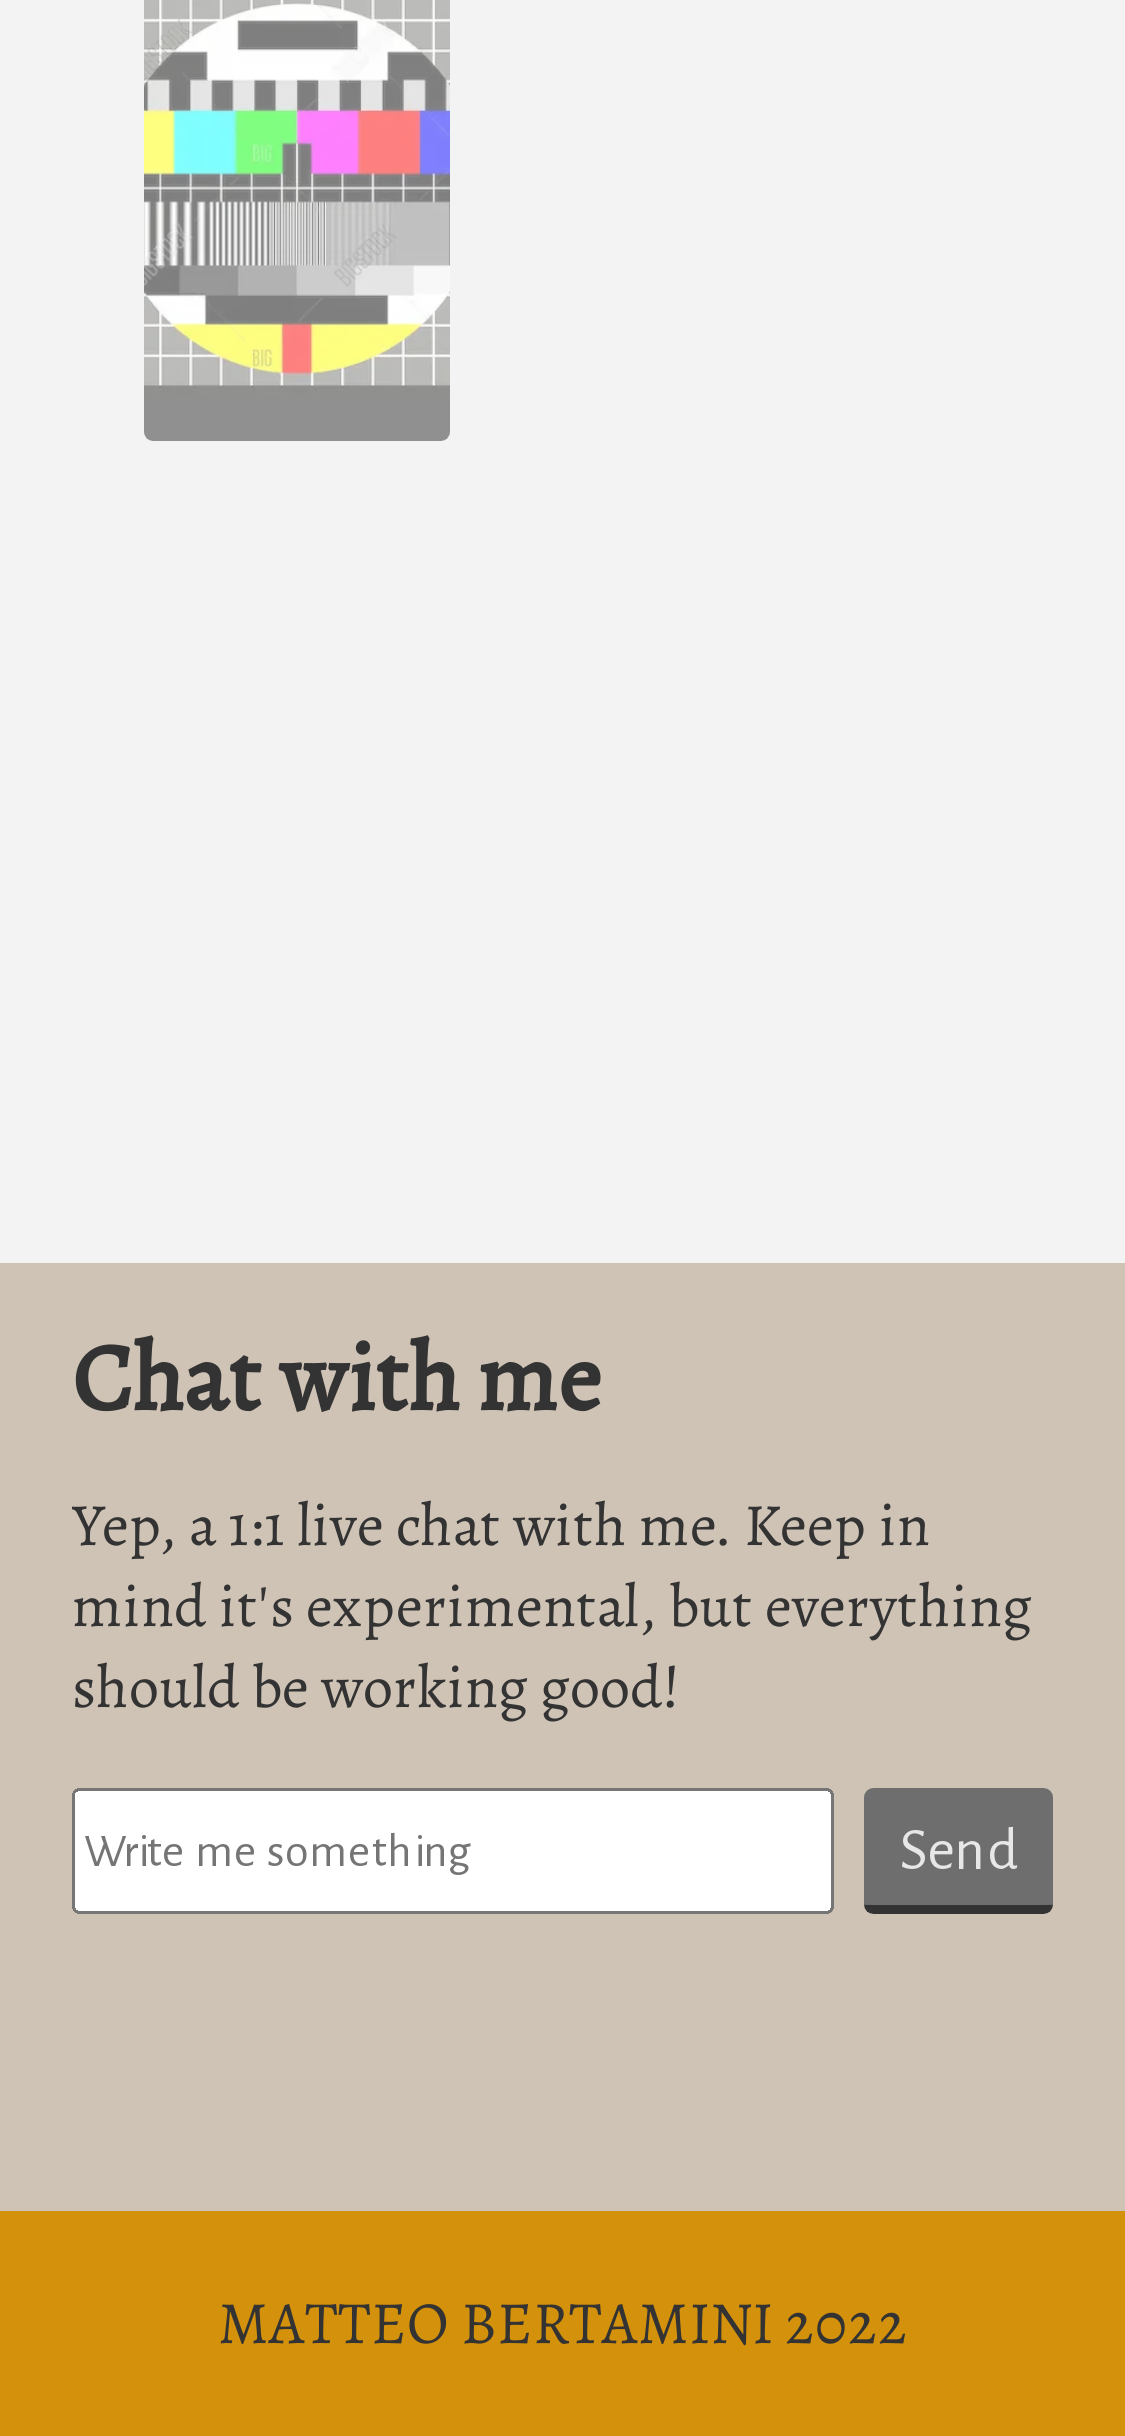 BIG
BIGSTOCK
BIG
Chat with me
Yep, a 1:1 live chat with me. Keep in
mind it's experimental, but everything
should be working good!
Write me something
Send
MATTEO BERTAMINI 2022